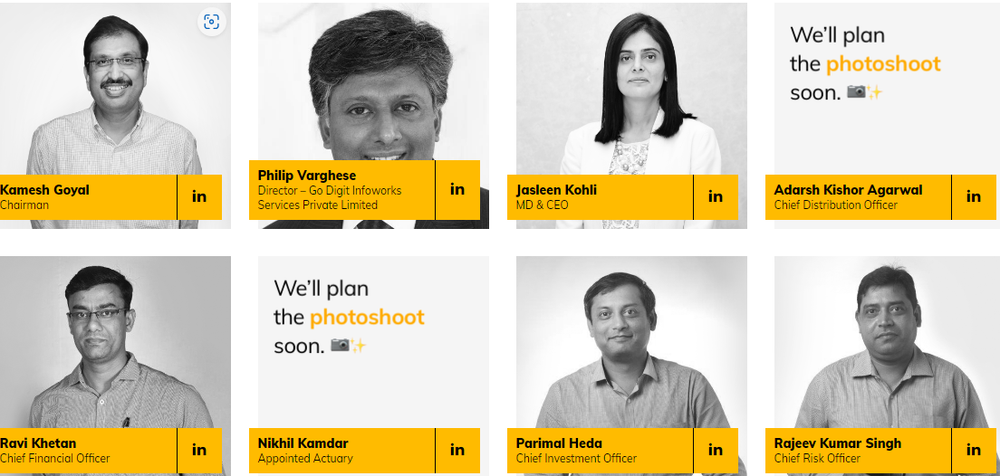 Kamesh Goyal
Chairman
in
Philip Varghese
Director – Go Digit Infoworks
Services Private Limited
in
Jasleen Kohli
MD & CEO
in
We'll plan
the photoshoot
soon.
Adarsh Kishor Agarwal
Chief Distribution Officer
in
Ravi Khetan
Chief Financial Officer
in
We'll plan
the photoshoot
soon.
Nikhil Kamdar
Appointed Actuary
in
Parimal Heda
Chief Investment Officer
in
Rajeev Kumar Singh
Chief Risk Officer
in